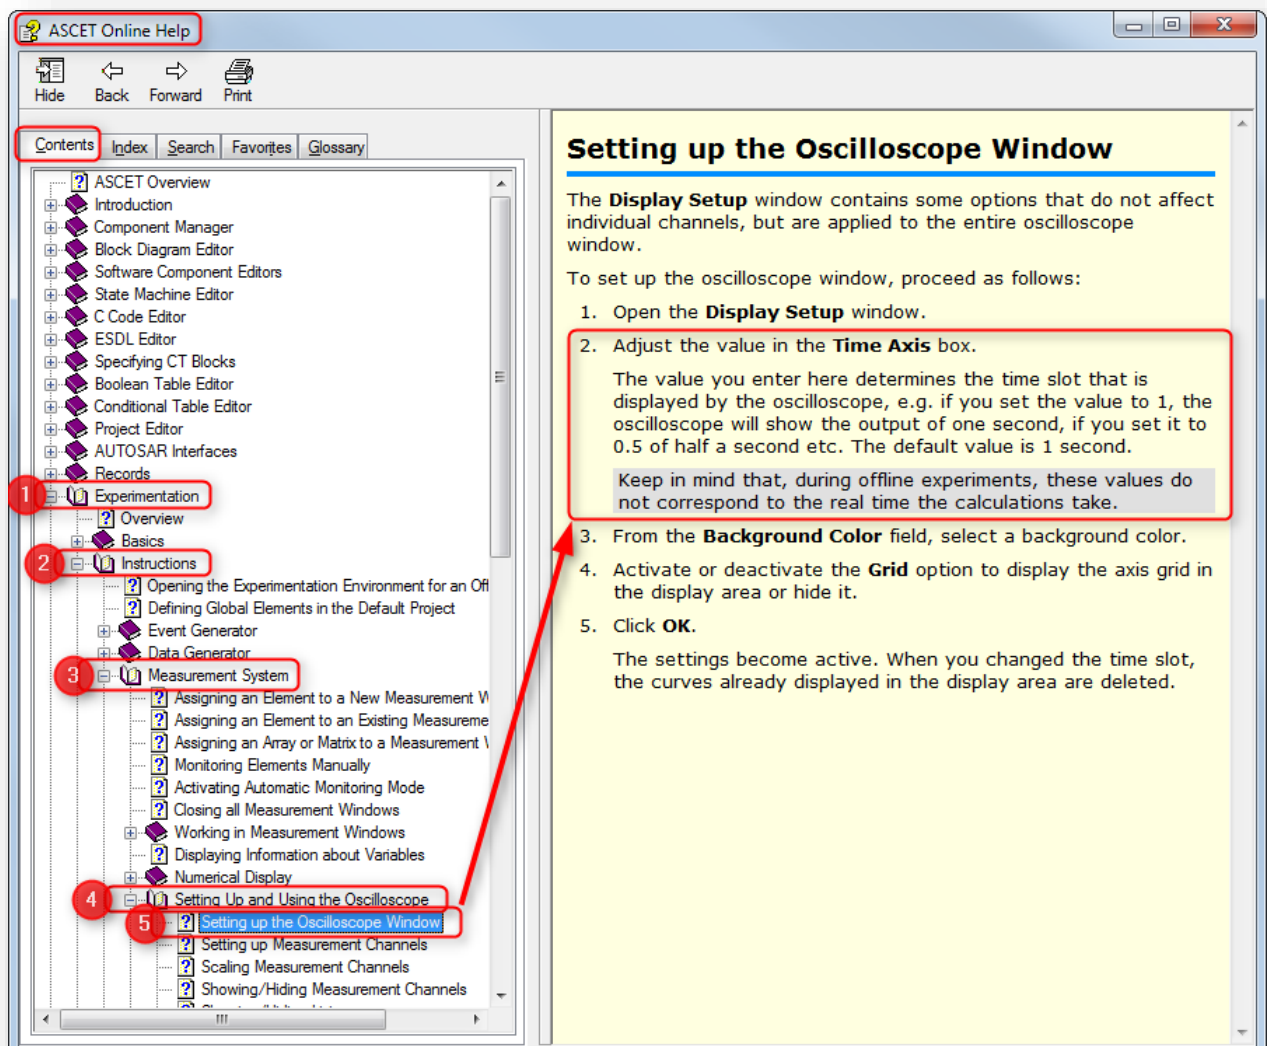 ASCET Online Help
Hide Back Forward Print
Contents Index Search Favorites Glossary
ASCET Overview
Introduction
Component Manager
Block Diagram Editor
Software Component Editors
State Machine Editor
C Code Editor
ESDL Editor
Specifying CT Blocks
Boolean Table Editor
Conditional Table Editor
Project Editor
AUTOSAR Interfaces
Records
1 Experimentation
Overview
Basics
2 Instructions
Opening the Experimentation Environment for an Off
Defining Global Elements in the Default Project
Event Generator
Data Generator
3 Measurement System
Assigning an Element to a New Measurement W
Assigning an Element to an Existing Measureme
Assigning an Array or Matrix to a Measurement
Monitoring Elements Manually
Activating Automatic Monitoring Mode
Closing all Measurement Windows
Working in Measurement Windows
Displaying Information about Variables
Numerical Display
4 Setting Up and Using the Oscilloscope
5 Setting up the Oscilloscope Window
Setting up Measurement Channels
Scaling Measurement Channels
Showing/Hiding Measurement Channels
Setting up the Oscilloscope Window
The Display Setup window contains some options that do not affect
individual channels, but are applied to the entire oscilloscope
window.
To set up the oscilloscope window, proceed as follows:
1. Open the Display Setup window.
2. Adjust the value in the Time Axis box.
The value you enter here determines the time slot that is
displayed by the oscilloscope, e.g. if you set the value to 1, the
oscilloscope will show the output of one second, if you set it to
0.5 of half a second etc. The default value is 1 second.
Keep in mind that, during offline experiments, these values do
not correspond to the real time the calculations take.
3. From the Background Color field, select a background color.
4. Activate or deactivate the Grid option to display the axis grid in
the display area or hide it.
5. Click OK.
The settings become active. When you changed the time slot,
the curves already displayed in the display area are deleted.